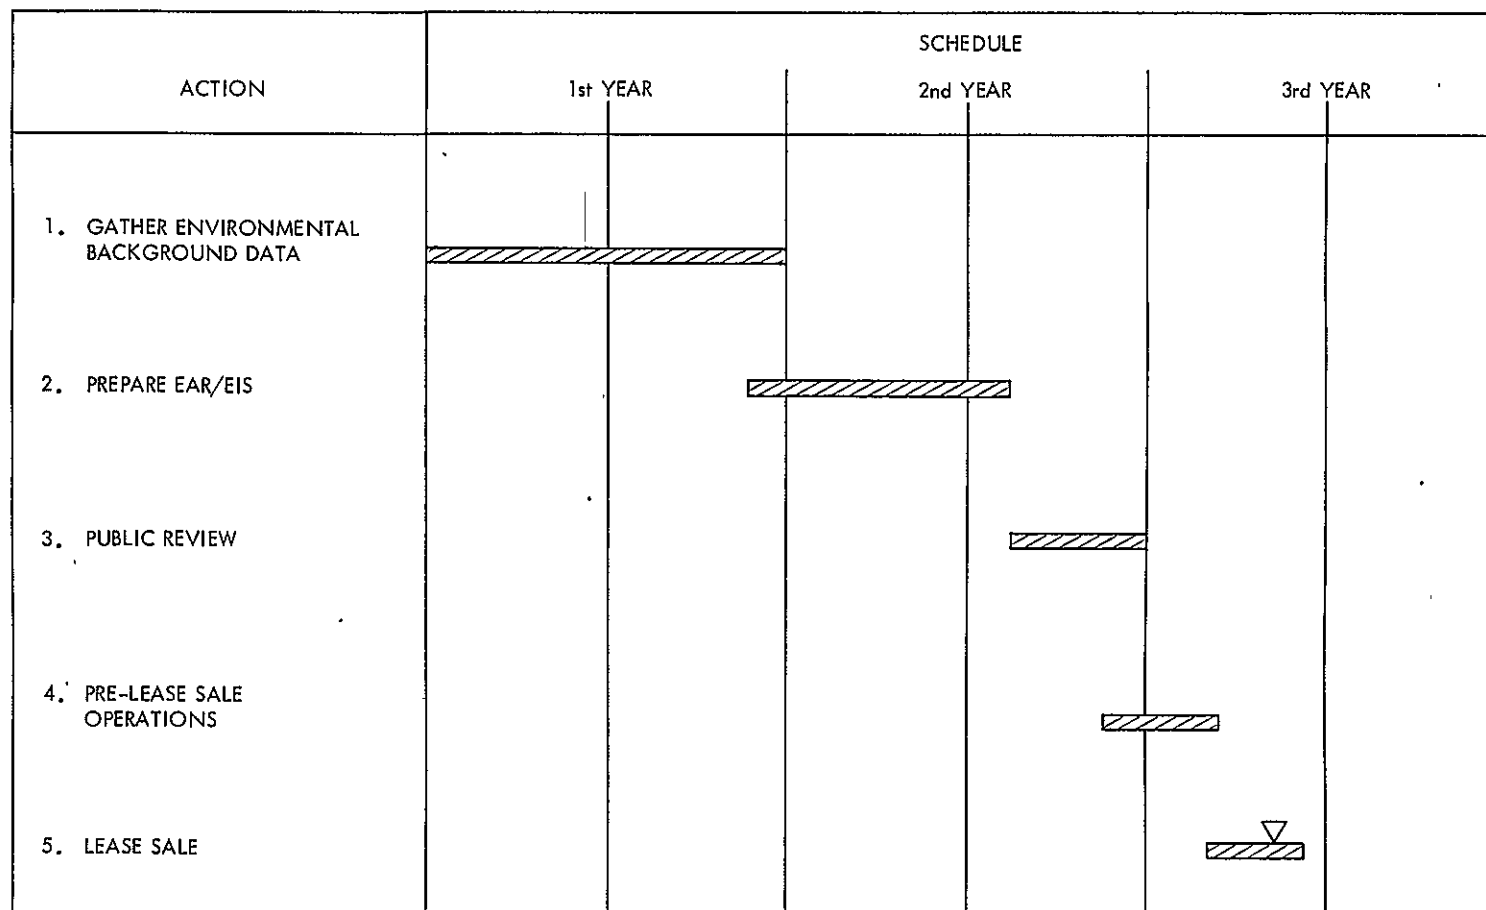 SCHEDULE
ACTION
1st YEAR
2nd YEAR
3rd YEAR
1. GATHER ENVIRONMENTAL
BACKGROUND DATA
2. PREPARE EAR/EIS
3. PUBLIC REVIEW
4. PRE-LEASE SALE
OPERATIONS
5. LEASE SALE